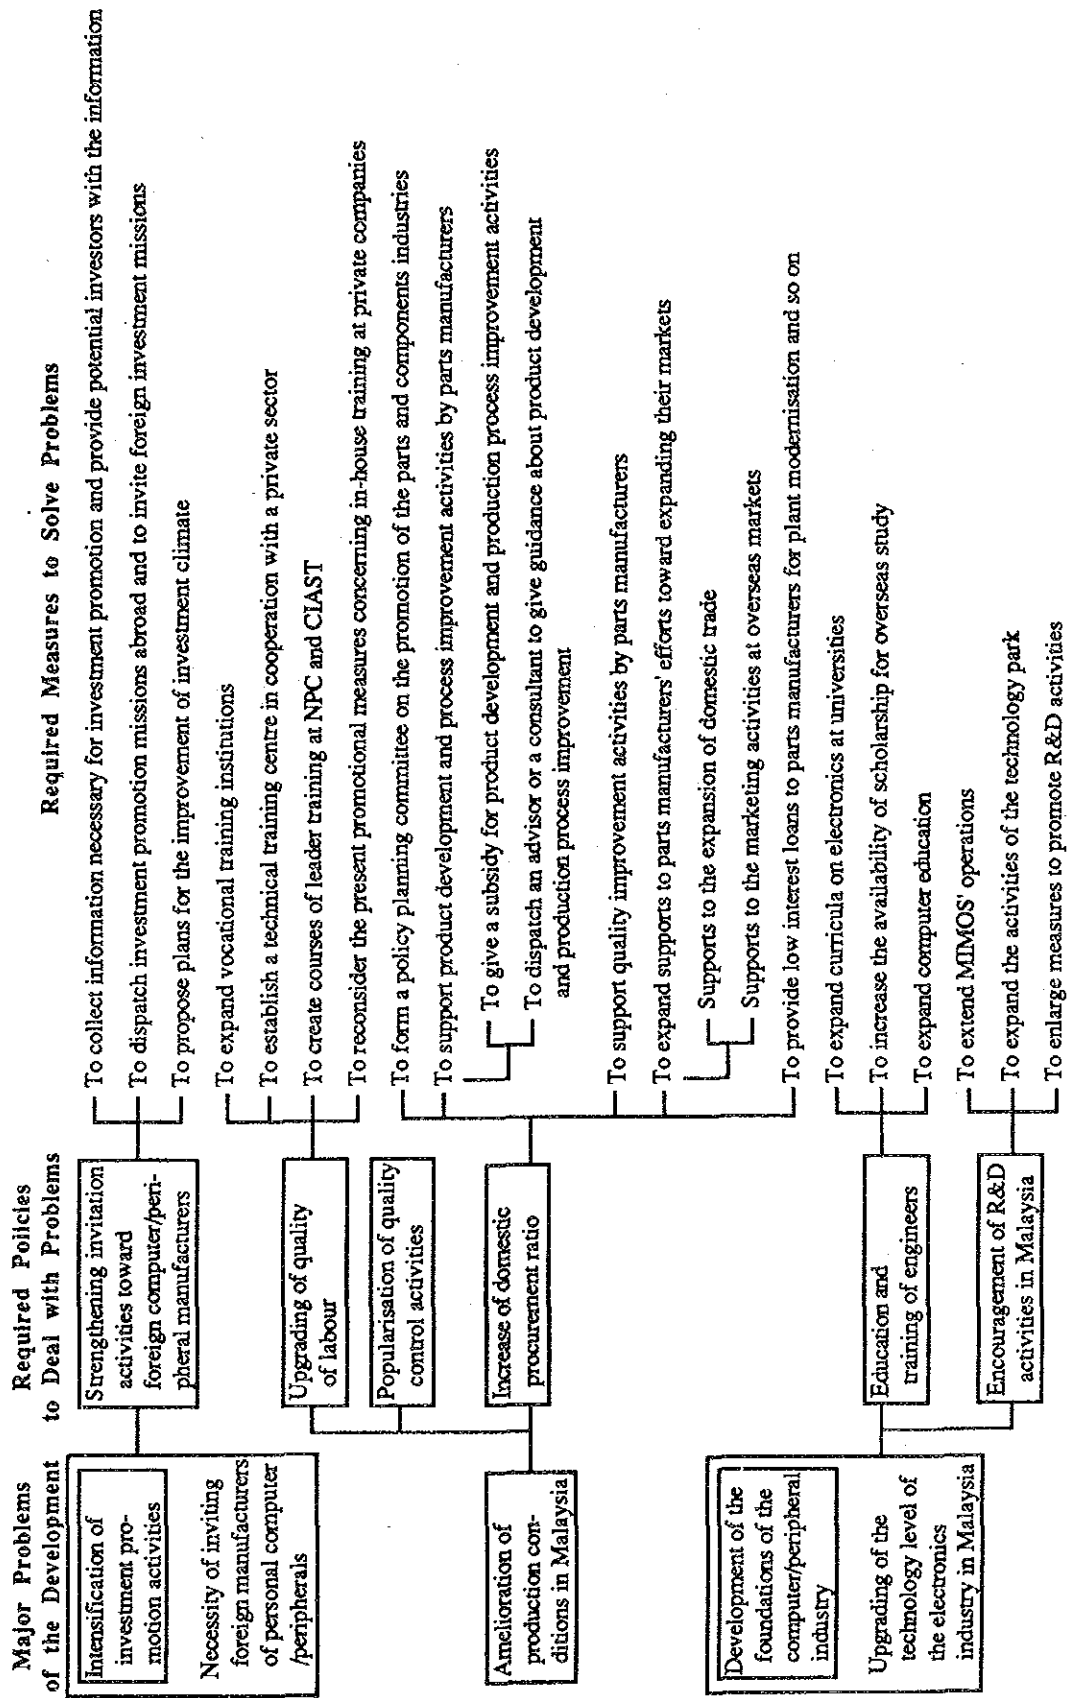 Major Problems
of the Development
Required Policies
to Deal with Problems
Required Measures to Solve Problems
Intensification of
investment pro-
motion activities
Necessity of inviting
foreign manufacturers
of personal computer
/peripherals
Strengthening invitation
activities toward
foreign computer/peri-
pheral manufacturers
To collect information necessary for investment promotion and provide potential investors with the information
To dispatch investment promotion missions abroad and to invite foreign investment missions
To propose plans for the improvement of investment climate
Amelioration of
production con-
ditions in Malaysia
Upgrading of quality
of labour
To expand vocational training institutions
To establish a technical training centre in cooperation with a private sector
To create courses of leader training at NPC and CIAST
To reconsider the present promotional measures concerning in-house training at private companies
Popularisation of quality
control activities
Increase of domestic
procurement ratio
To form a policy planning committee on the promotion of the parts and components industries
To support product development and process improvement activities by parts manufacturers
To give a subsidy for product development and production process improvement activities
To dispatch an advisor or a consultant to give guidance about product development
and production process improvement
To support quality improvement activities by parts manufacturers
To expand supports to parts manufacturers' efforts toward expanding their markets
Supports to the expansion of domestic trade
Supports to the marketing activities at overseas markets
To provide low interest loans to parts manufacturers for plant modernisation and so on
Development of the
foundations of the
computer/peripheral
industry
Upgrading of the
technology level of
the electronics
industry in Malaysia
Education and
training of engineers
To expand curricula on electronics at universities
To increase the availability of scholarship for overseas study
To expand computer education
Encouragement of R&D
activities in Malaysia
To extend MIMOS' operations
To expand the activities of the technology park
To enlarge measures to promote R&D activities